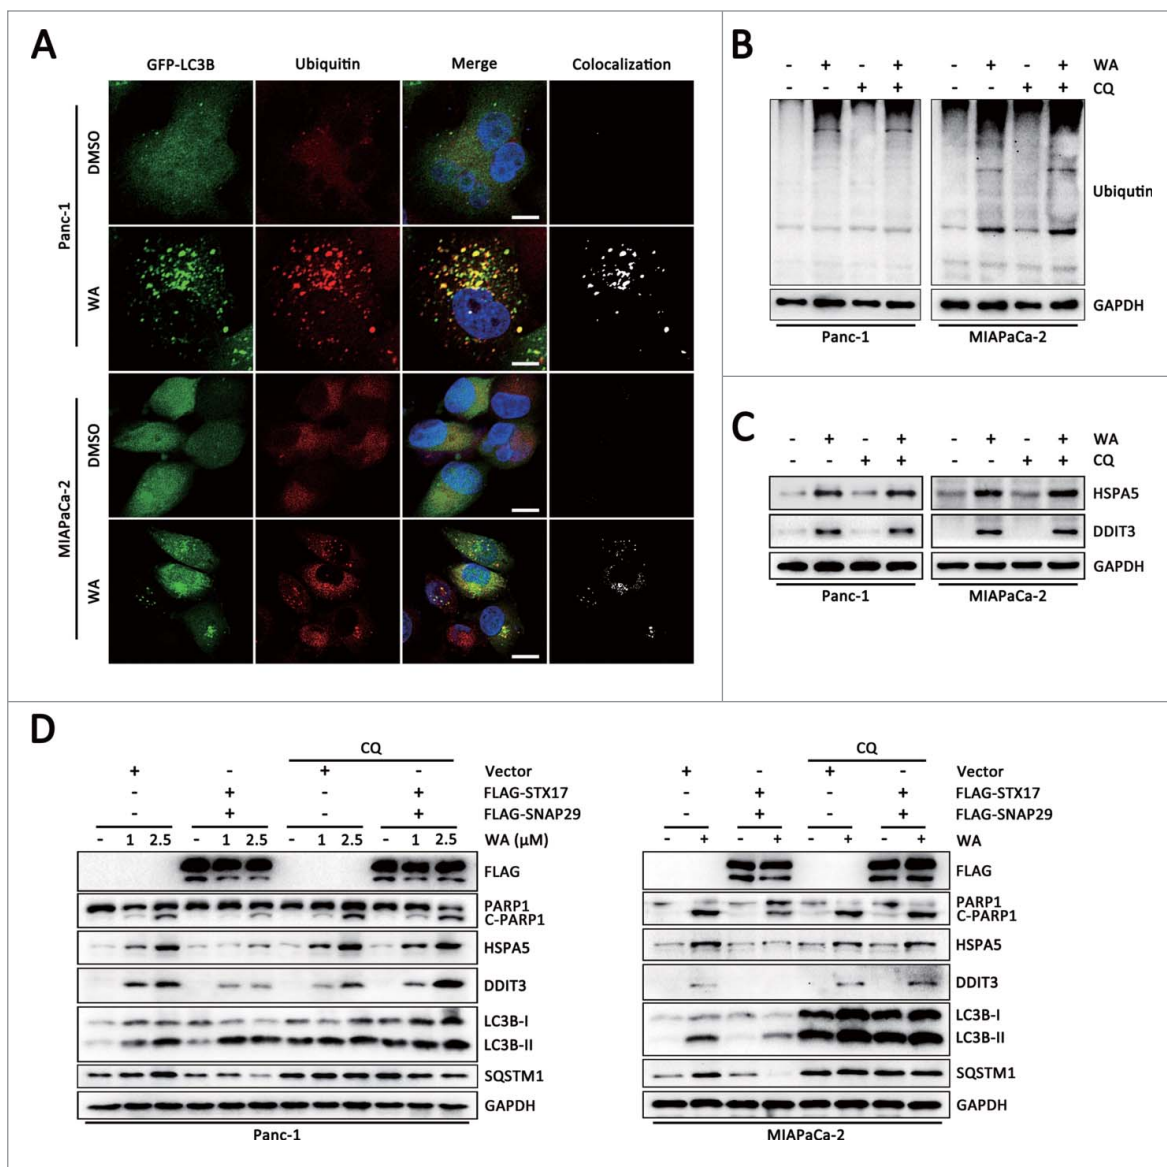 A
GFP-LC3B Ubiquitin Merge Colocalization
Panc-1
DMSO
WA
MIAPaCa-2
DMSO
WA
B
- + - + - + - + WA
- - + + - - + + CQ
Ubiqutin
GAPDH
Panc-1 MIAPaCa-2
C
- + - + - + - + WA
- - + + - - + + CQ
HSPA5
DDIT3
GAPDH
Panc-1 MIAPaCa-2
D
CQ
+ - + - Vector
- + - + FLAG-STX17
- + - + FLAG-SNAP29
- 1 2.5 - 1 2.5 - 1 2.5 - 1 2.5 WA (μM)
FLAG
PARP1
C-PARP1
HSPA5
DDIT3
LC3B-I
LC3B-II
SQSTM1
GAPDH
Panc-1
CQ
+ - + - Vector
- + - + FLAG-STX17
- + - + FLAG-SNAP29
- + - + - + - + WA
FLAG
PARP1
C-PARP1
HSPA5
DDIT3
LC3B-I
LC3B-II
SQSTM1
GAPDH
MIAPaCa-2